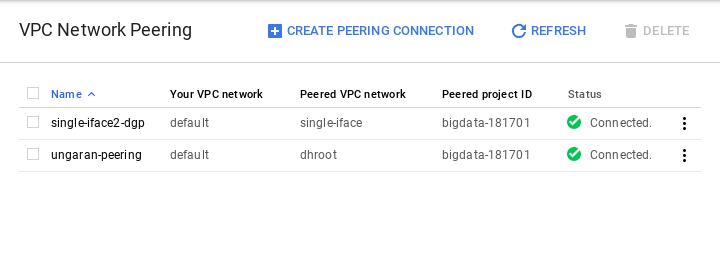 VPC Network Peering CREATE PEERING CONNECTION REFRESH DELETE
Name Your VPC network Peered VPC network Peered project ID Status
single-iface2-dgp default single-iface bigdata-181701 Connected.
ungaran-peering default dhroot bigdata-181701 Connected.